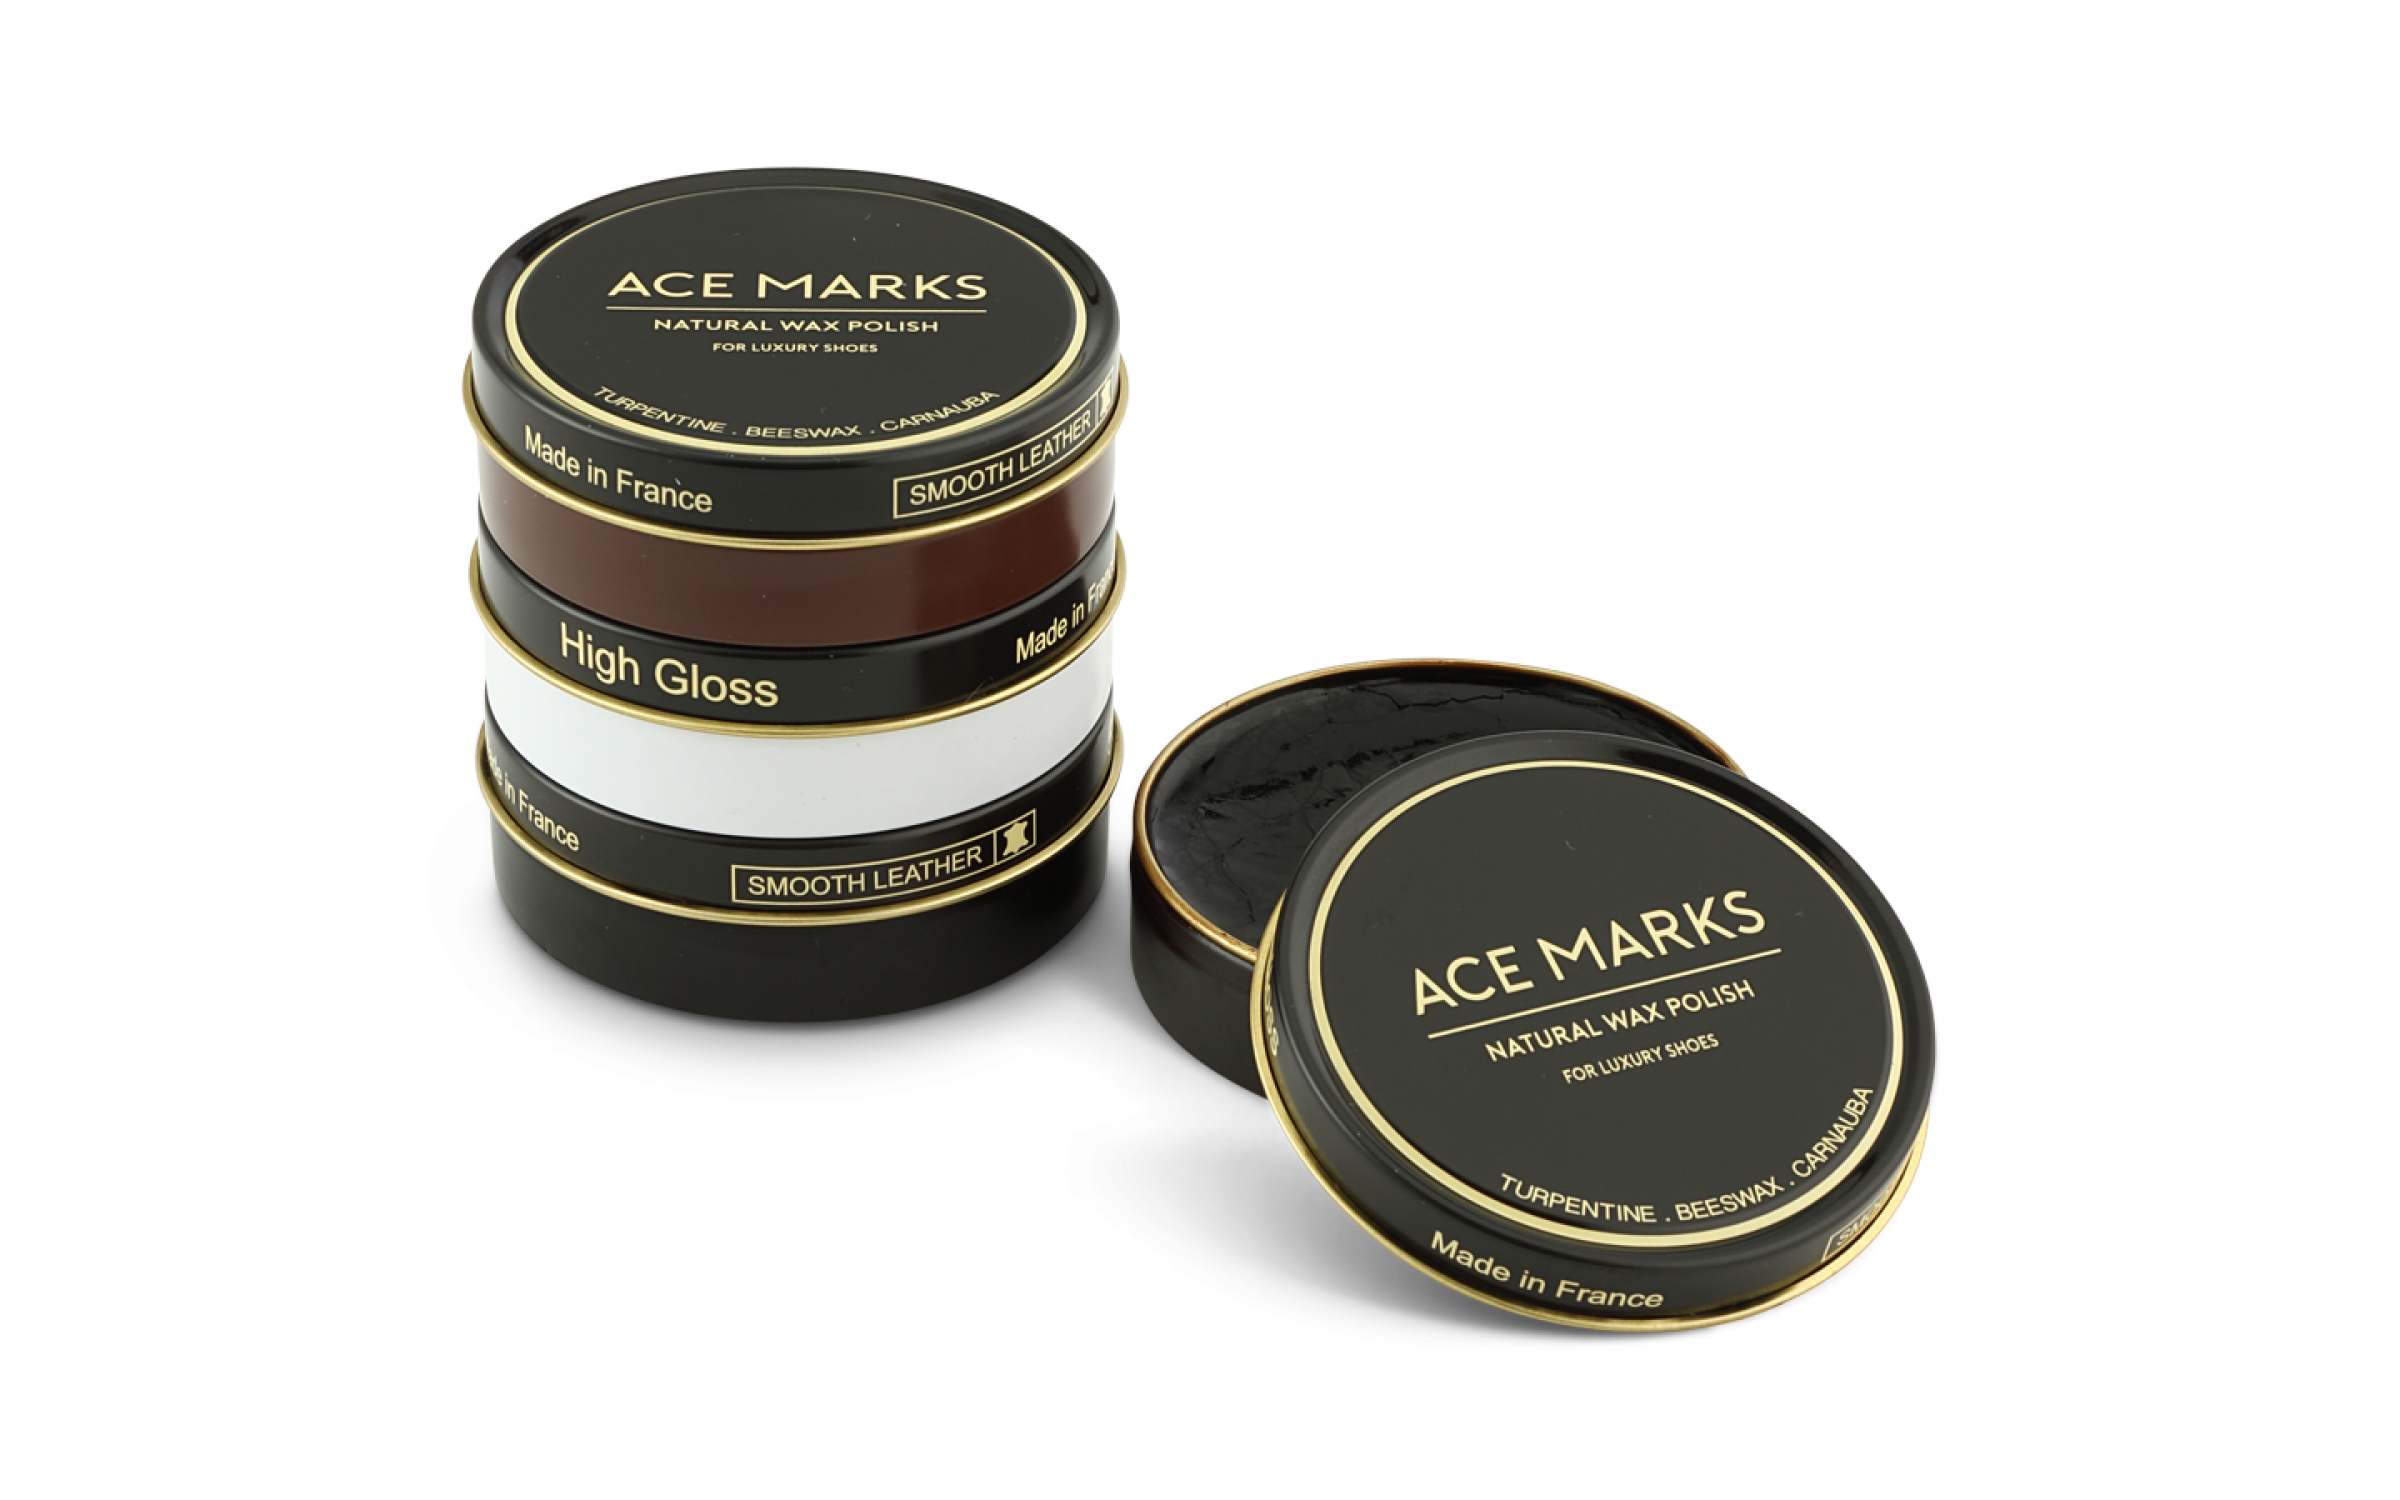 ACE MARKS
NATURAL WAX POLISH
FOR LUXURY SHOES
TURPENTINE . BEESWAX . CARNAUBA
Made in France
SMOOTH LEATHER
High Gloss
Made in
in France
SMOOTH LEATHER
ACE MARKS
NATURAL WAX POLISH
FOR LUXURY SHOES
TURPENTINE . BEESWAX . CARNAUBA
Made in France